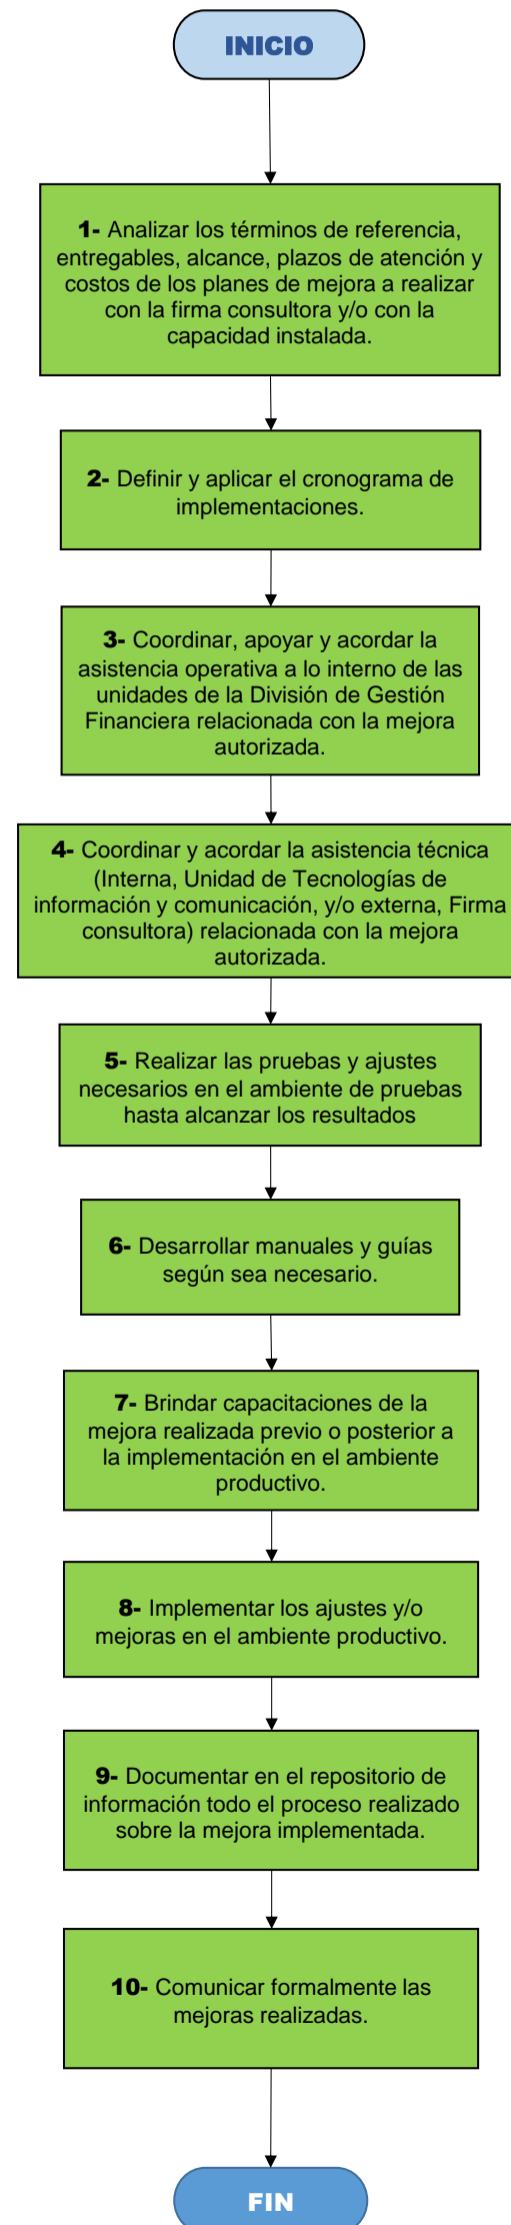 INICIO
1- Analizar los términos de referencia,
entregables, alcance, plazos de atención y
costos de los planes de mejora a realizar
con la firma consultora y/o con la
capacidad instalada.
2- Definir y aplicar el cronograma de
implementaciones.
3- Coordinar, apoyar y acordar la
asistencia operativa a lo interno de las
unidades de la División de Gestión
Financiera relacionada con la mejora
autorizada.
4- Coordinar y acordar la asistencia técnica
(Interna, Unidad de Tecnologías de
información y comunicación, y/o externa, Firma
consultora) relacionada con la mejora
autorizada.
5- Realizar las pruebas y ajustes
necesarios en el ambiente de pruebas
hasta alcanzar los resultados
6- Desarrollar manuales y guías
según sea necesario.
7- Brindar capacitaciones de la
mejora realizada previo o posterior a
la implementación en el ambiente
productivo.
8- Implementar los ajustes y/o
mejoras en el ambiente productivo.
9- Documentar en el repositorio de
información todo el proceso realizado
sobre la mejora implementada.
10- Comunicar formalmente las
mejoras realizadas.
FIN